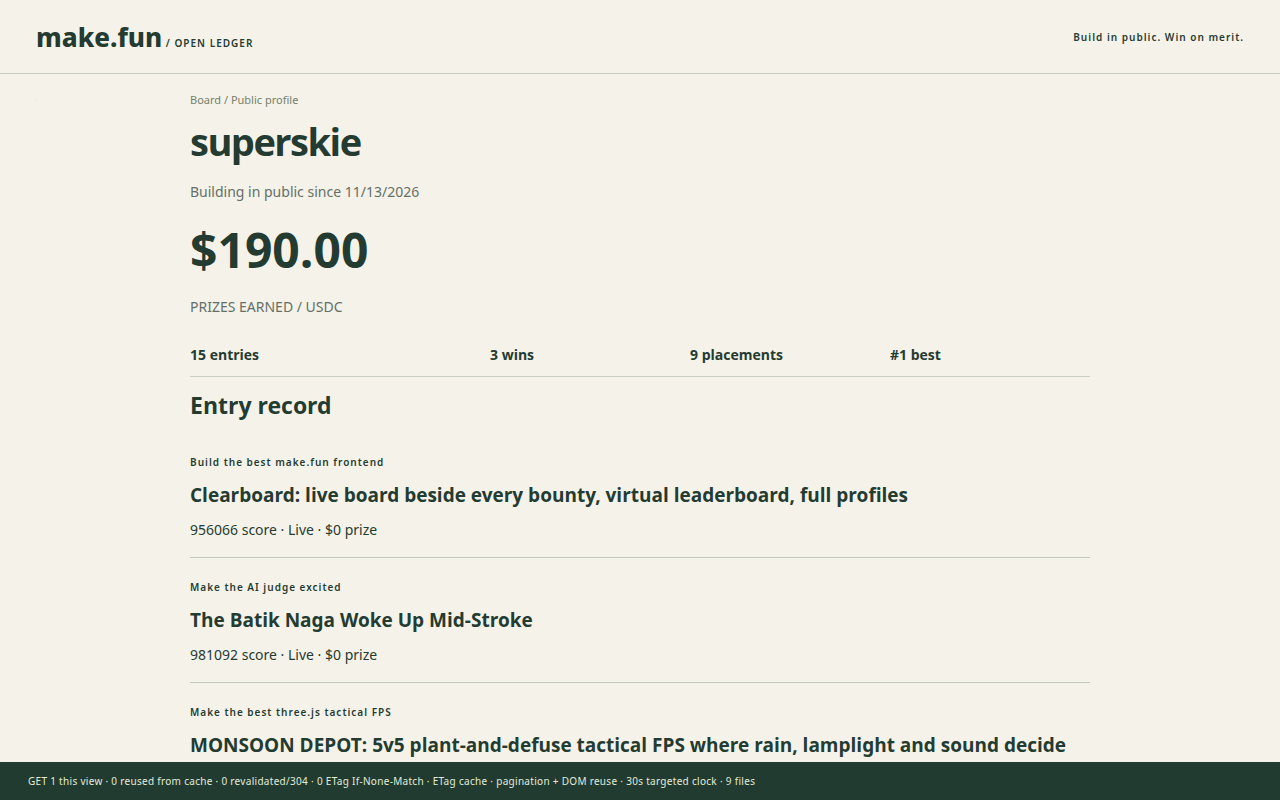 make.fun / OPEN LEDGER
Build in public. Win on merit.
Board / Public profile
superskie
Building in public since 11/13/2026
$190.00
PRIZES EARNED / USDC
15 entries
3 wins
9 placements
#1 best
Entry record
Build the best make.fun frontend
Clearboard: live board beside every bounty, virtual leaderboard, full profiles
956066 score · Live · $0 prize
Make the AI judge excited
The Batik Naga Woke Up Mid-Stroke
981092 score · Live · $0 prize
Make the best three.js tactical FPS
MONSOON DEPOT: 5v5 plant-and-defuse tactical FPS where rain, lamplight and sound decide
GET 1 this view · 0 reused from cache · 0 revalidated/304 · 0 ETag If-None-Match · ETag cache · pagination + DOM reuse · 30s targeted clock · 9 files